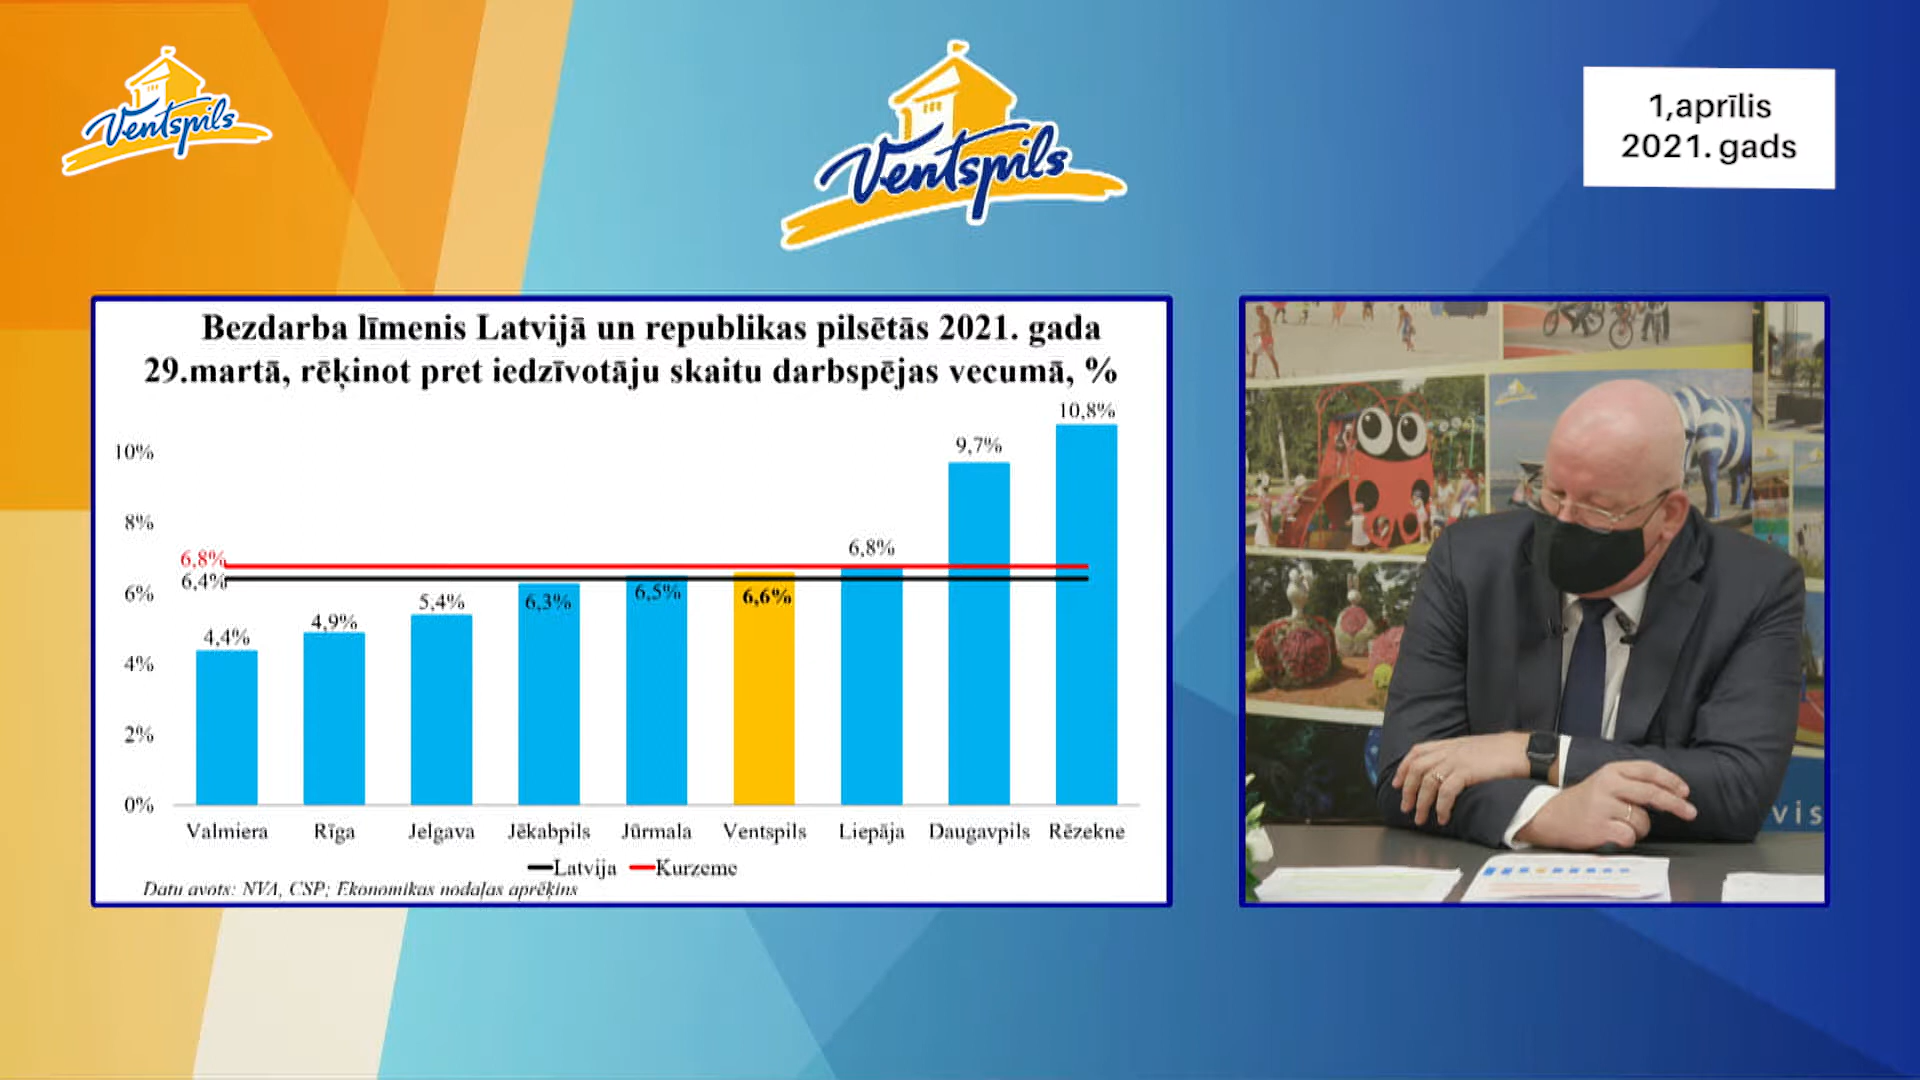 Ventspils
Ventspils
1,aprīlis
2021. gads
Bezdarba līmenis Latvijā un republikas pilsētās 2021. gada
29.martā, rēķinot pret iedzīvotāju skaitu darbspējas vecumā, %
10%
8%
6%
4%
2%
0%
6,8%
6,4%
4,4%
4,9%
5,4%
6,3%
6,5%
6,6%
6,8%
9,7%
10,8%
Valmiera Rīga Jelgava Jēkabpils Jūrmala Ventspils Liepāja Daugavpils Rēzekne
Latvija Kurzeme
Datu avots: NVA, CSP; Ekonomikas nodaļas aprēķins
vis